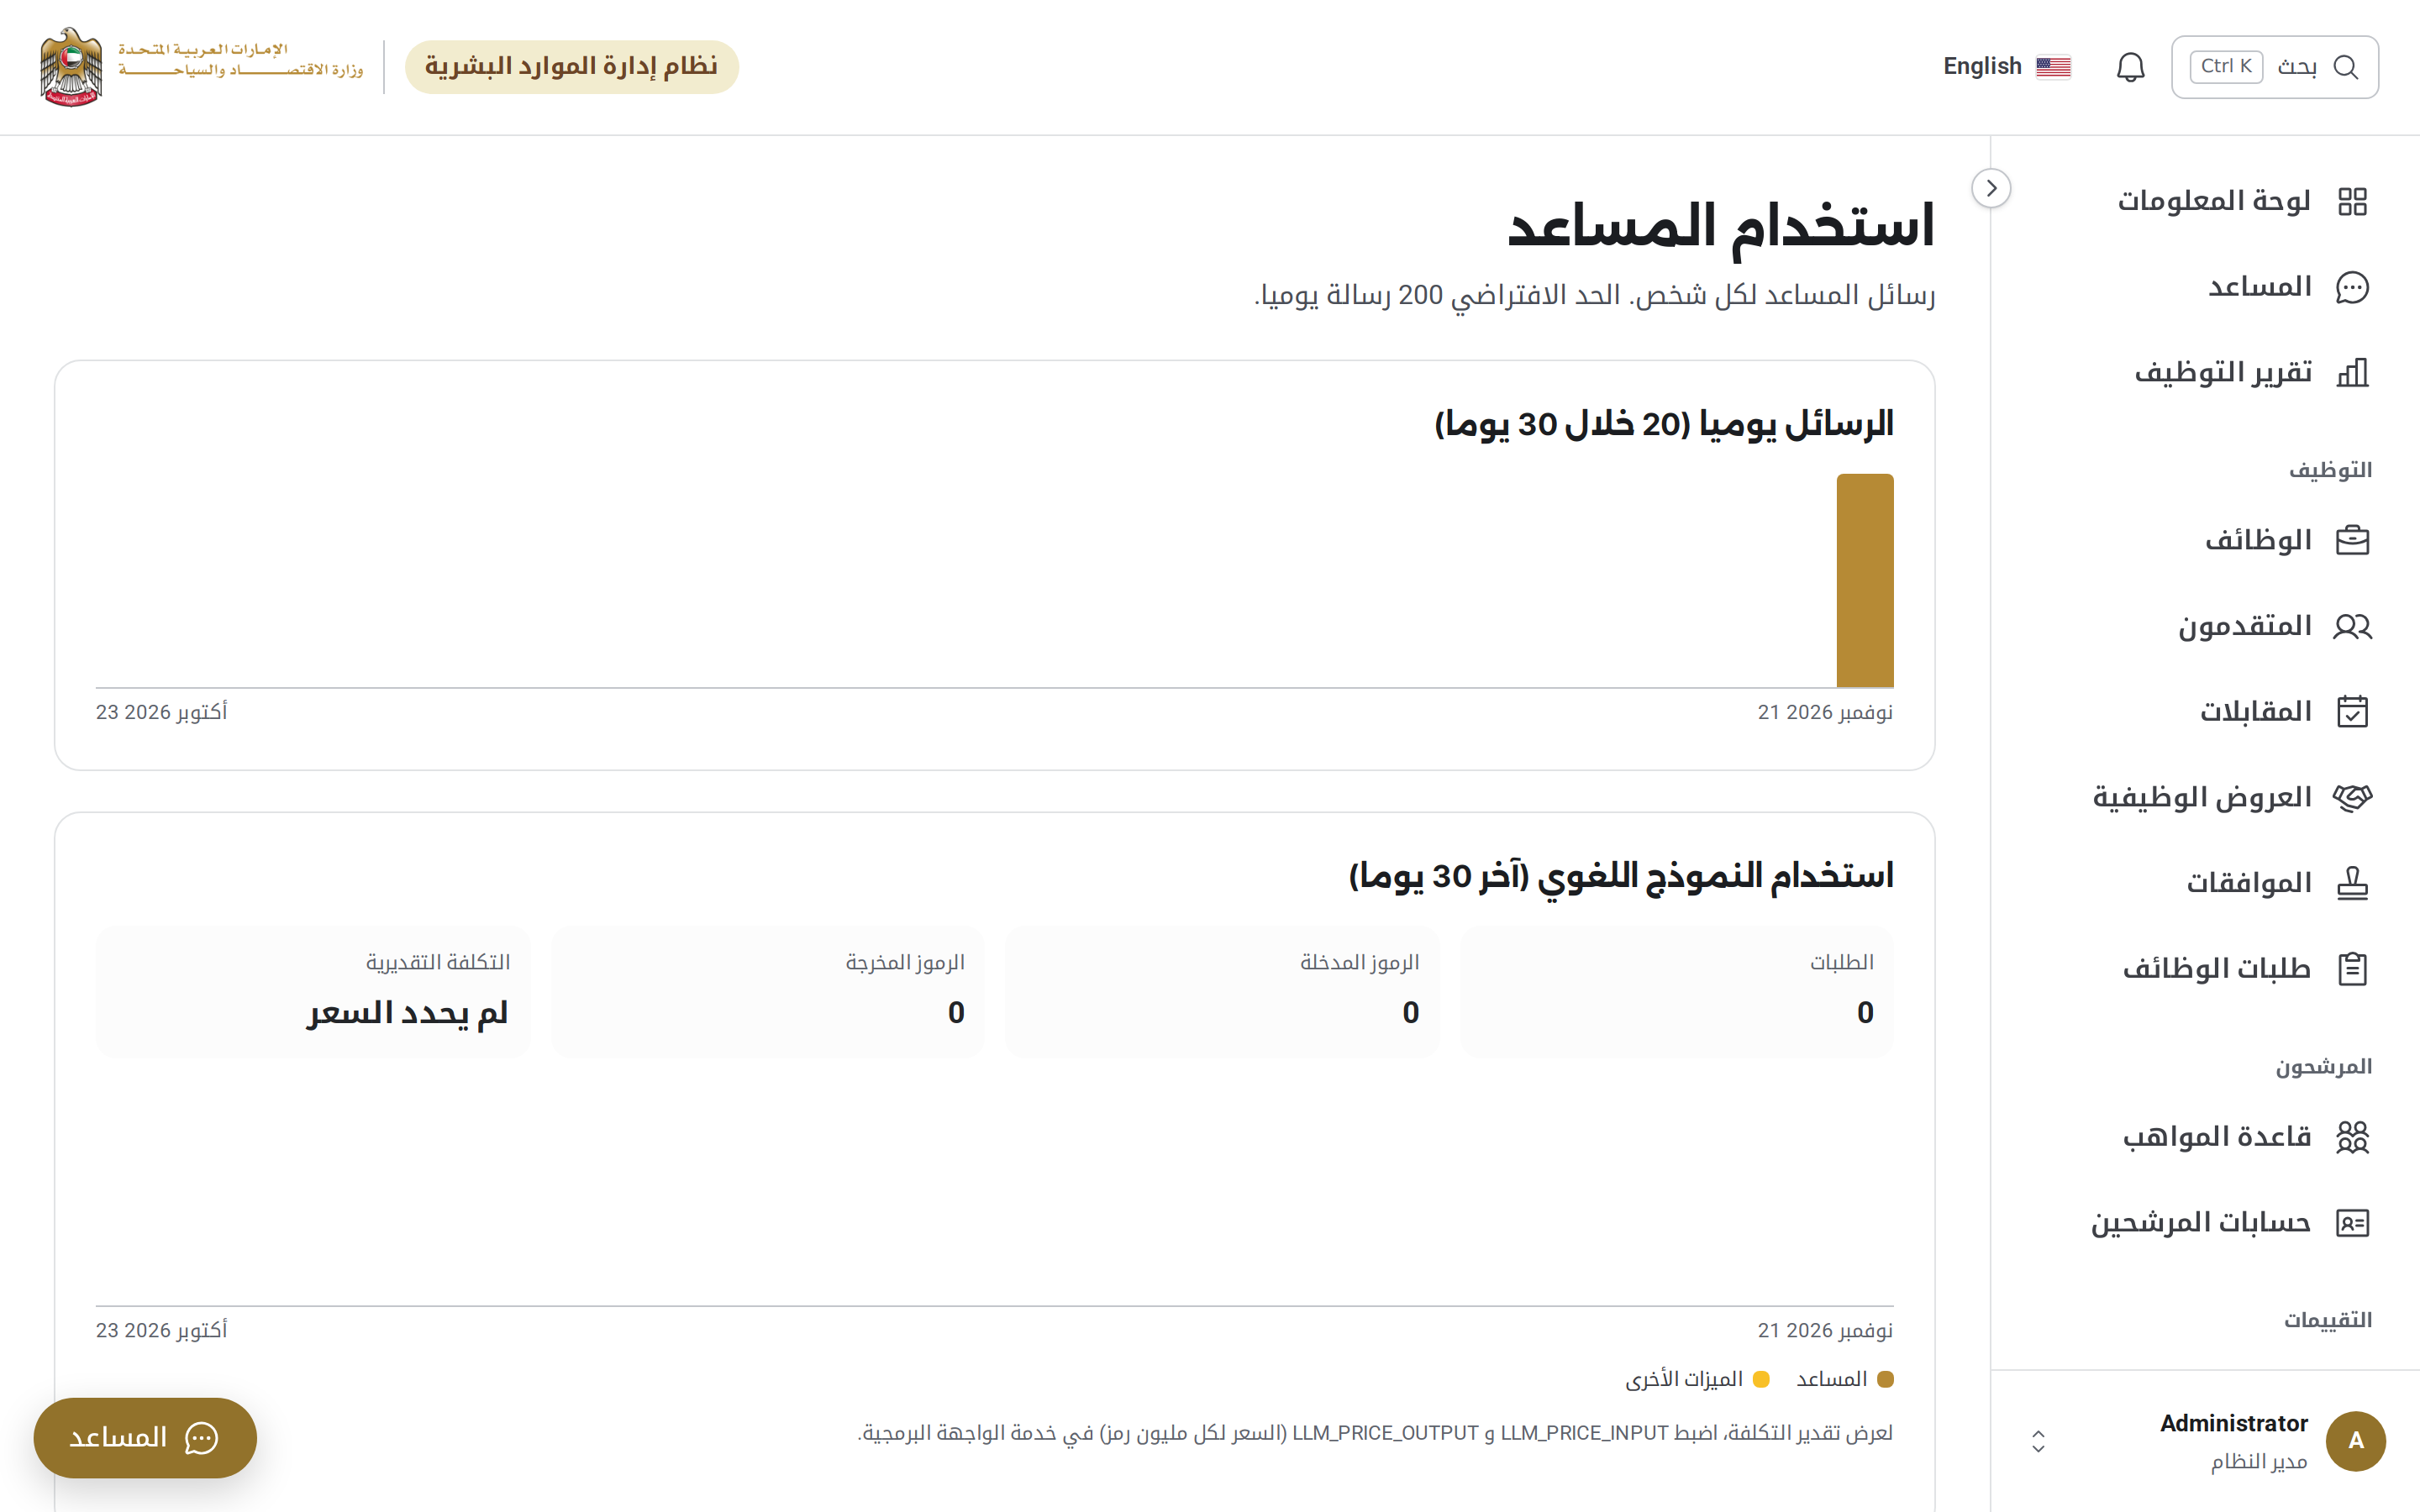 الإمارات العربية المتحدة
وزارة الاقتصاد والسياحة
نظام إدارة الموارد البشرية
English
بحث
Ctrl K
لوحة المعلومات
المساعد
تقرير التوظيف
التوظيف
الوظائف
المتقدمون
المقابلات
العروض الوظيفية
الموافقات
طلبات الوظائف
المرشحون
قاعدة المواهب
حسابات المرشحين
التقييمات
A
Administrator
مدير النظام
استخدام المساعد
رسائل المساعد لكل شخص. الحد الافتراضي 200 رسالة يوميا.
الرسائل يوميا (20 خلال 30 يوما)
21 نوفمبر 2026
23 أكتوبر 2026
استخدام النموذج اللغوي (آخر 30 يوما)
الطلبات
0
الرموز المدخلة
0
الرموز المخرجة
0
التكلفة التقديرية
لم يحدد السعر
21 نوفمبر 2026
23 أكتوبر 2026
المساعد
الميزات الأخرى
لعرض تقدير التكلفة، اضبط LLM_PRICE_INPUT و LLM_PRICE_OUTPUT (السعر لكل مليون رمز) في خدمة الواجهة البرمجية.
المساعد